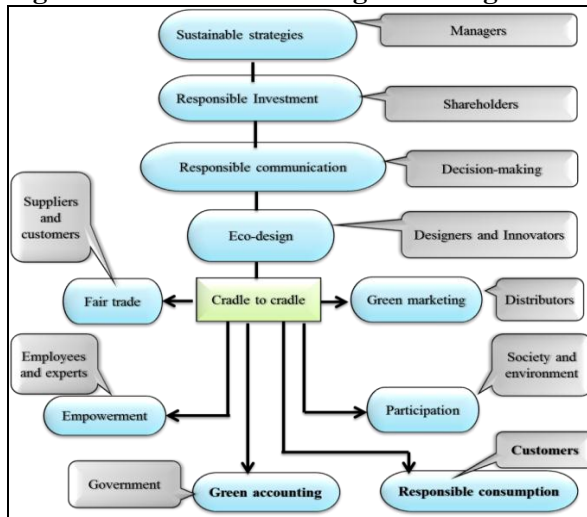 Sustainable strategies
Managers
Responsible Investment
Shareholders
Responsible communication
Decision-making
Suppliers
and
customers
Eco-design
Designers and Innovators
Fair trade
Cradle to cradle
Green marketing
Distributors
Employees
and experts
Society and
environment
Empowerment
Participation
Customers
Government
Green accounting
Responsible consumption